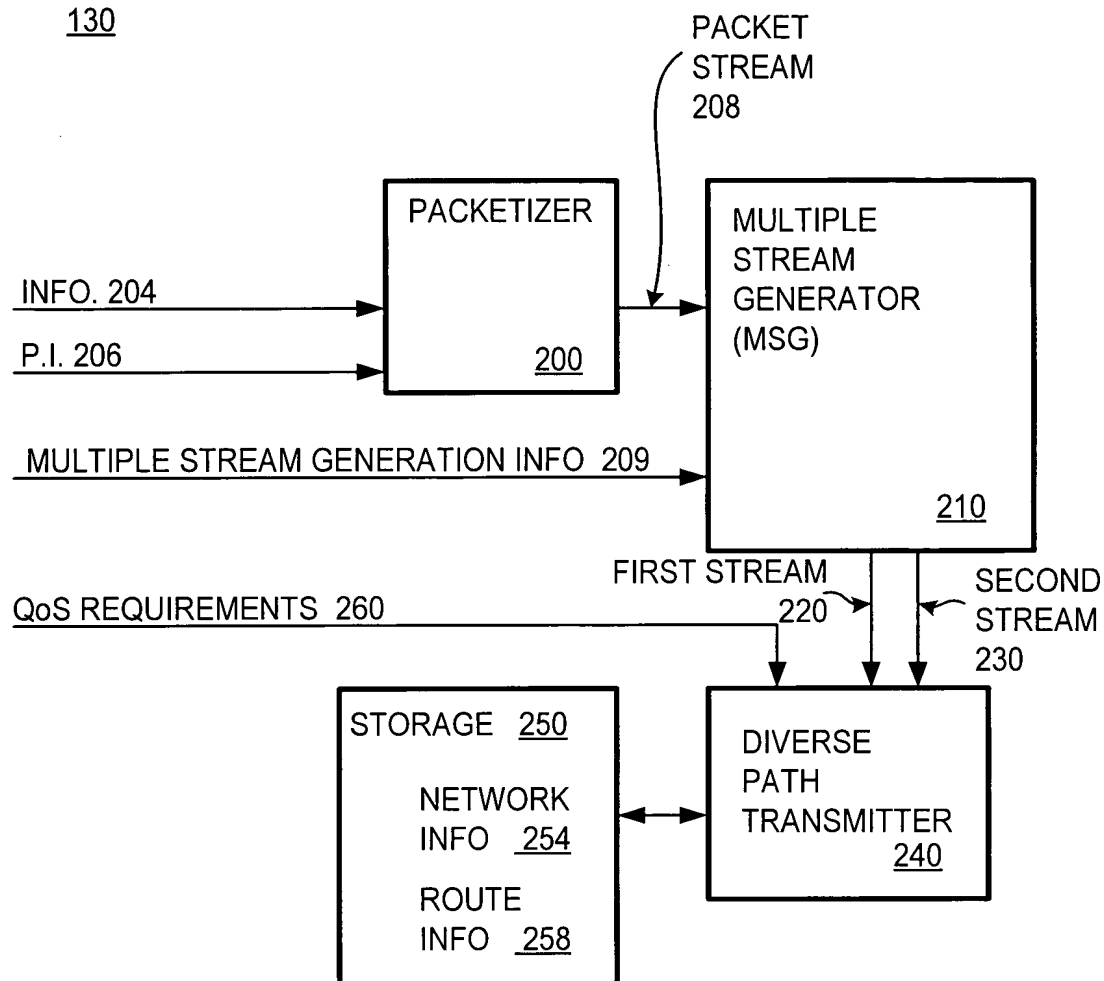 130
PACKET
STREAM
208
PACKETIZER
200
MULTIPLE
STREAM
GENERATOR
(MSG)
210
INFO. 204
P.I. 206
MULTIPLE STREAM GENERATION INFO 209
FIRST STREAM
220
SECOND
STREAM
230
QoS REQUIREMENTS 260
STORAGE 250
NETWORK
INFO 254
ROUTE
INFO 258
DIVERSE
PATH
TRANSMITTER
240